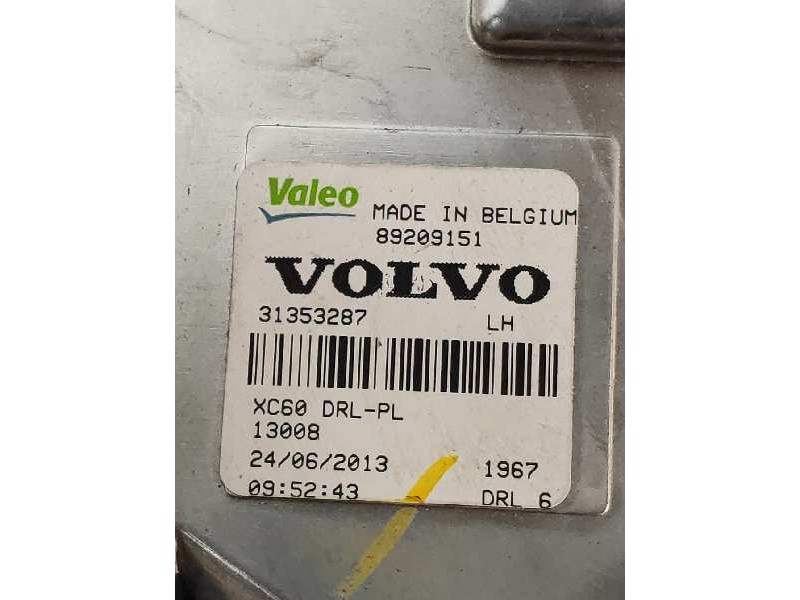 Valeo
MADE IN BELGIUM
89209151
VOLVO
31353287 LH
XC60 DRL-PL
13008
24/06/2013 1967
09:52:43 DRL 6